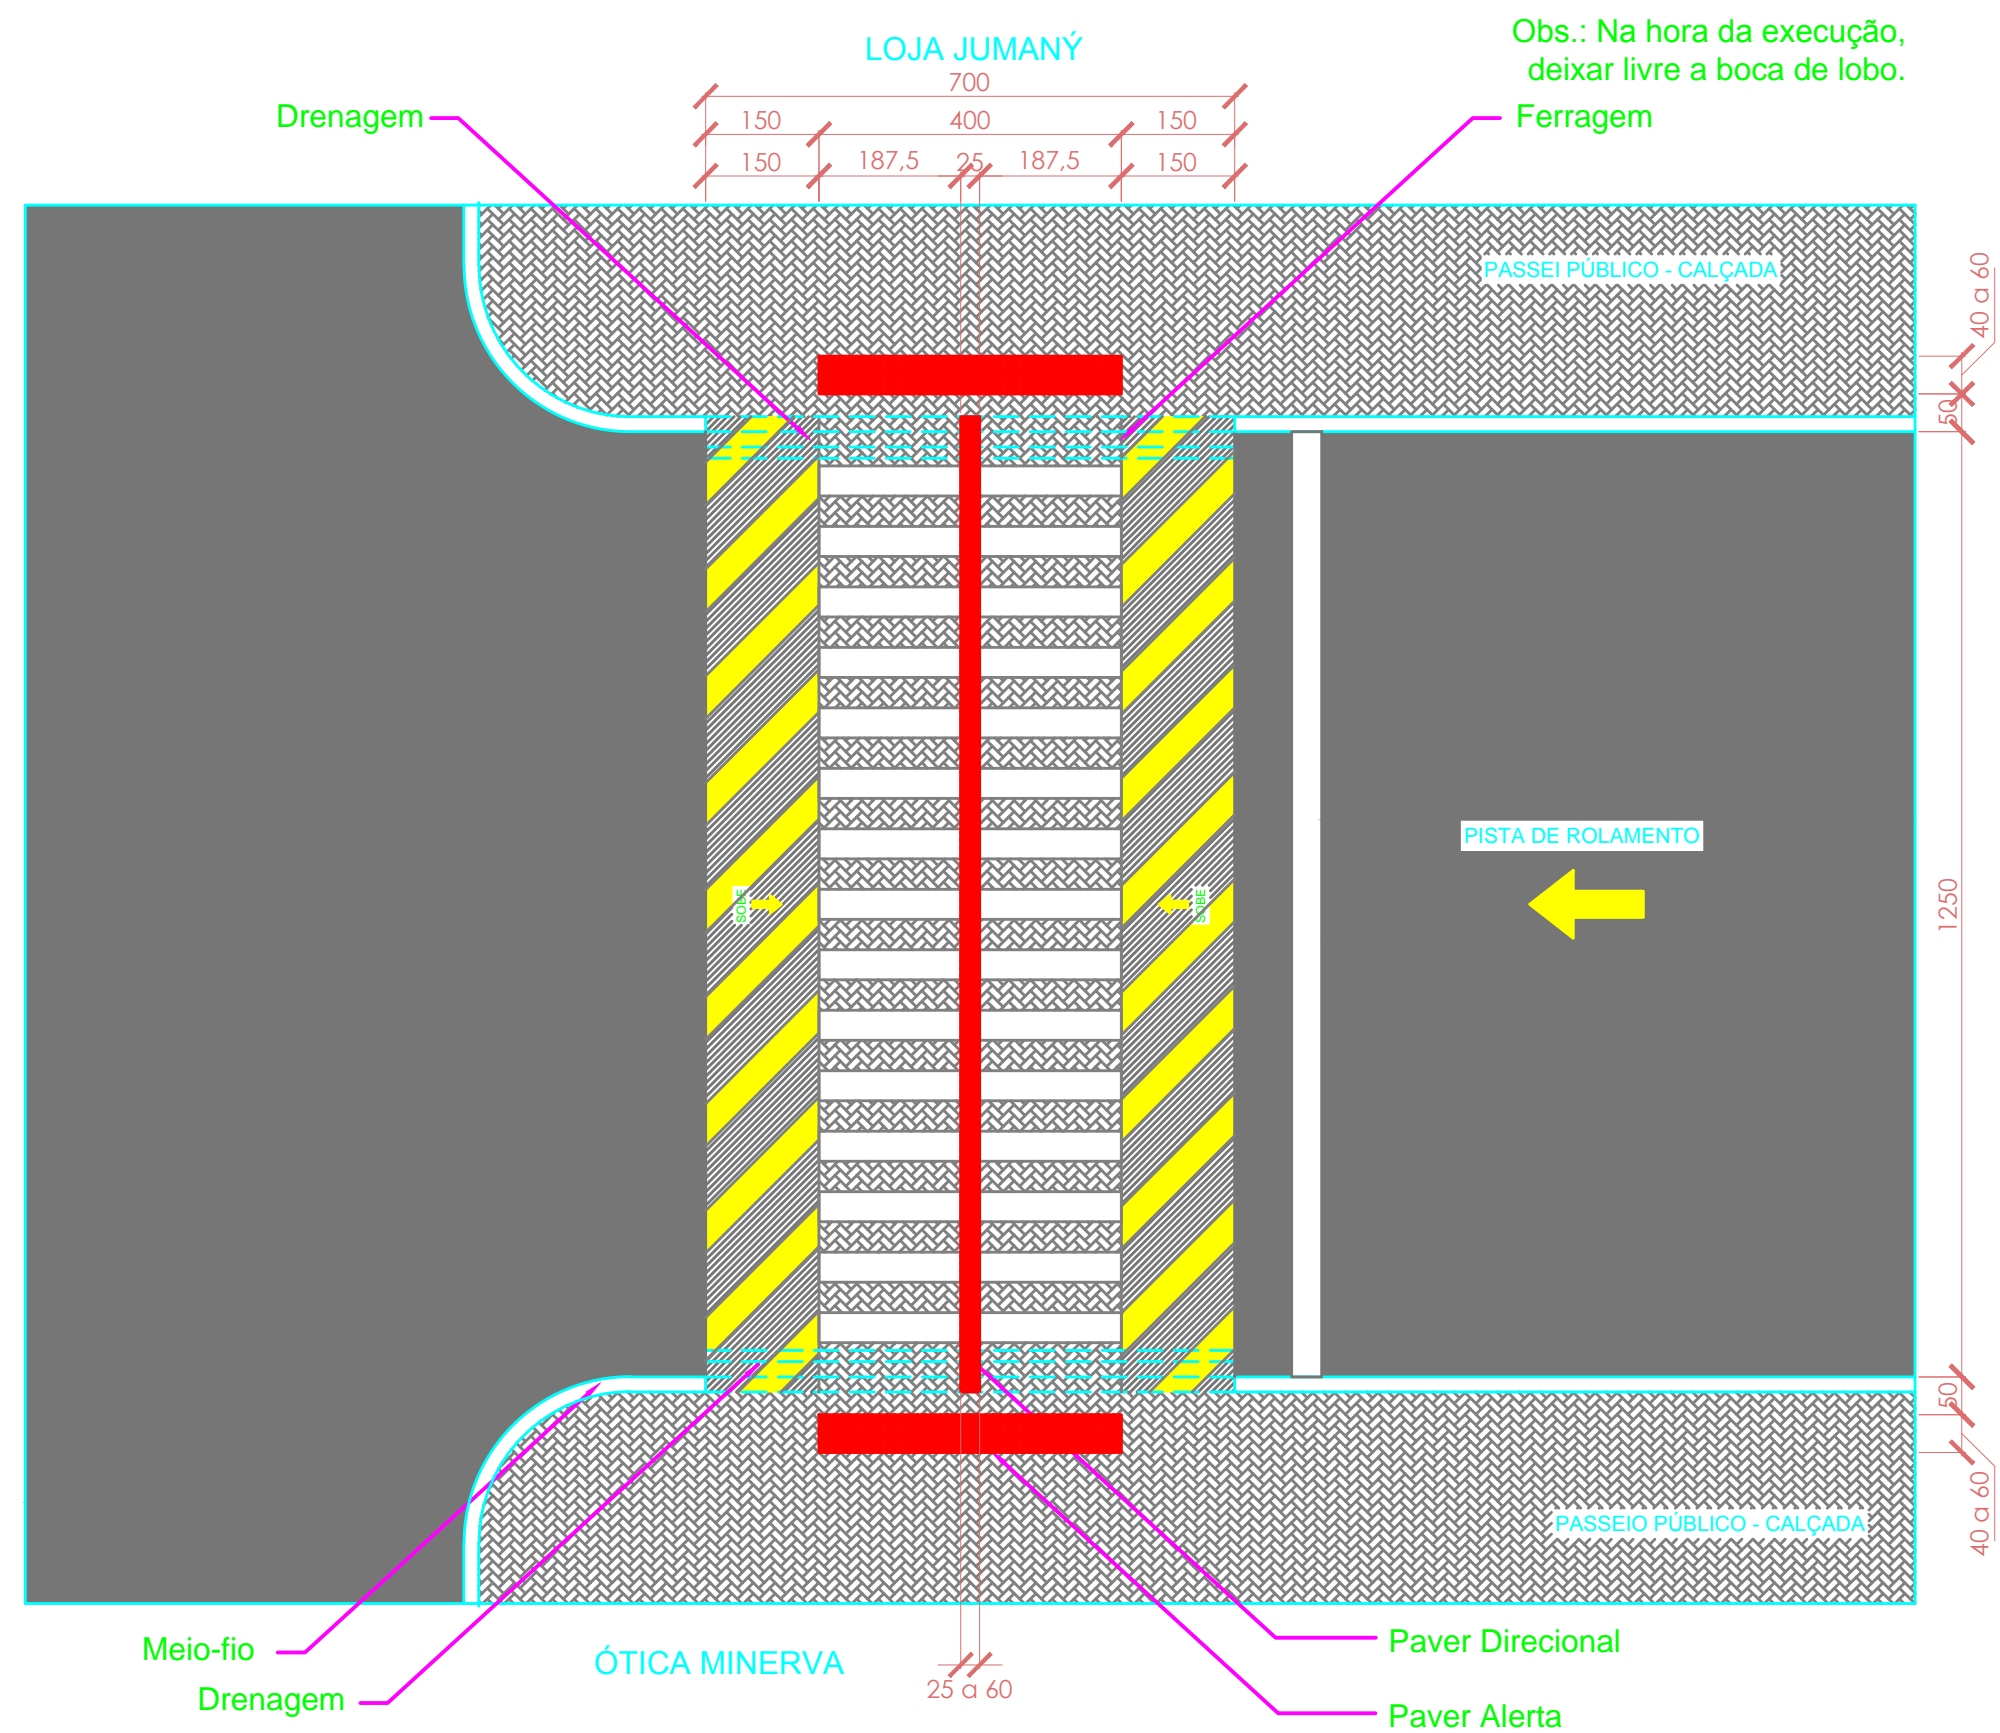 Obs.: Na hora da execução,
deixar livre a boca de lobo.
LOJA JUMANÝ
700
Drenagem
150 400 150
Ferragem
150 187,5 25 187,5 150
PASSEI PÚBLICO - CALÇADA
40 a 60
50
PISTA DE ROLAMENTO
SOBE
SOBE
1250
50
40 a 60
PASSEIO PÚBLICO - CALÇADA
Meio-fio
ÓTICA MINERVA
Paver Direcional
Drenagem
25 a 60
Paver Alerta